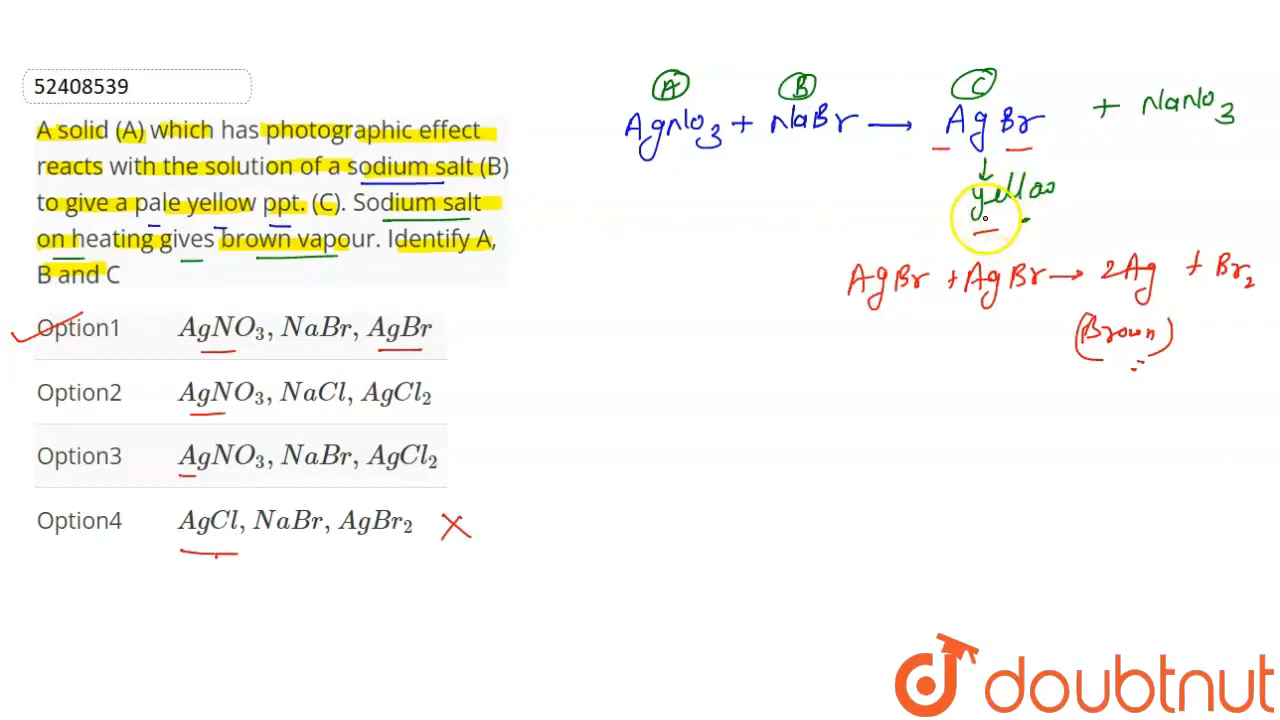 52408539
A solid (A) which has photographic effect
reacts with the solution of a sodium salt (B)
to give a pale yellow ppt. (C). Sodium salt
on heating gives brown vapour. Identify A,
B and C
Option1 AgNO₃, NaBr, AgBr
Option2 AgNO₃, NaCl, AgCl₂
Option3 AgNO₃, NaBr, AgCl₂
Option4 AgCl, NaBr, AgBr₂
A B C
AgNO₃ + NaBr → AgBr + NaNO₃
yellow
AgBr + AgBr → 2Ag + Br₂
(Brown)
doubtnut